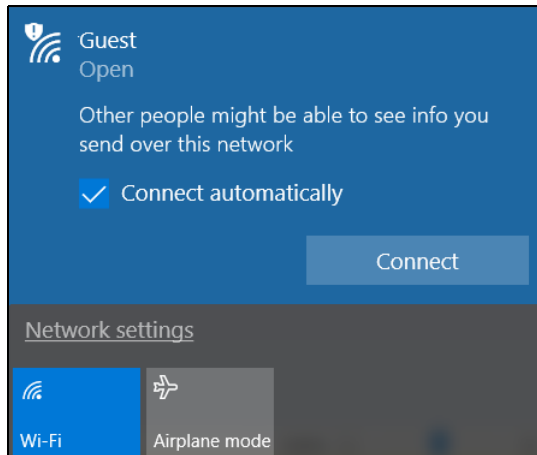 Guest
Open
Other people might be able to see info you
send over this network
Connect automatically
Connect
Network settings
Wi-Fi
Airplane mode